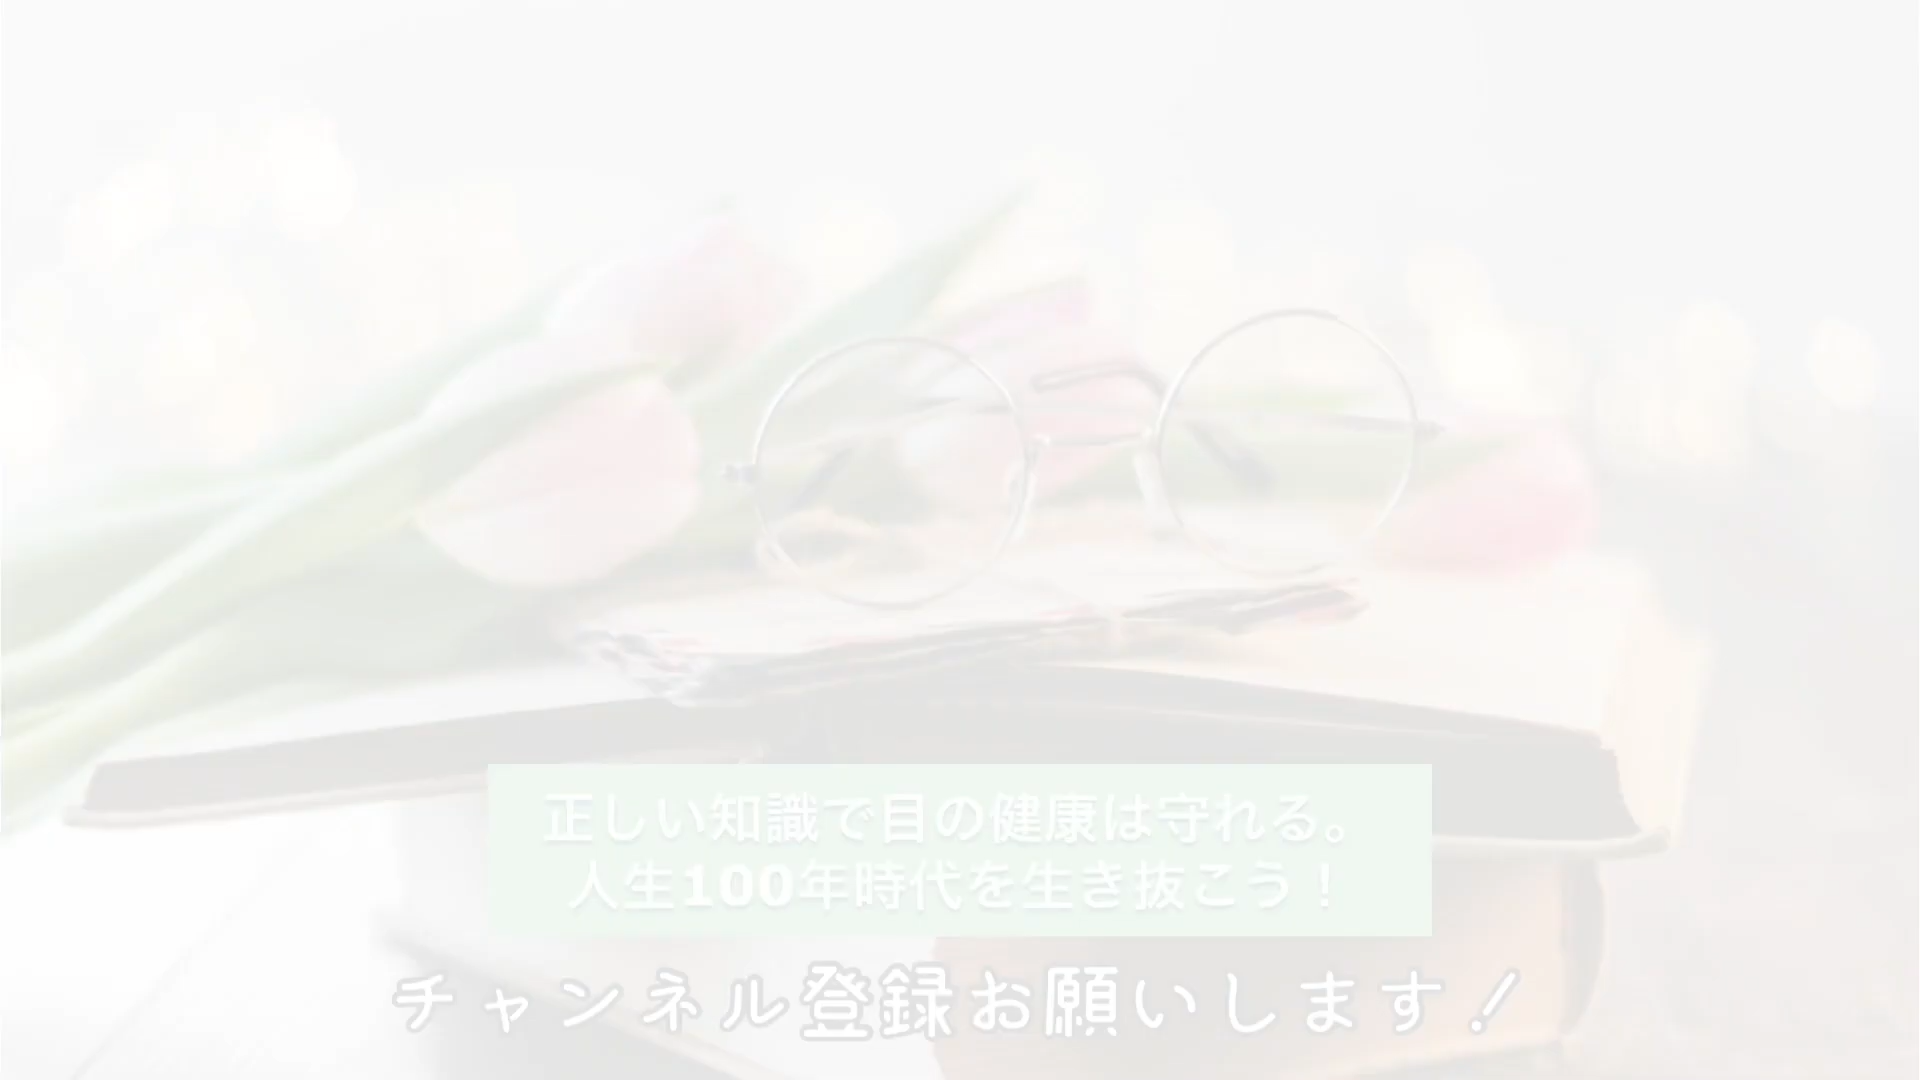 正しい知識で目の健康は守れる。
人生100年時代を生き抜こう！
チャンネル登録お願いします！